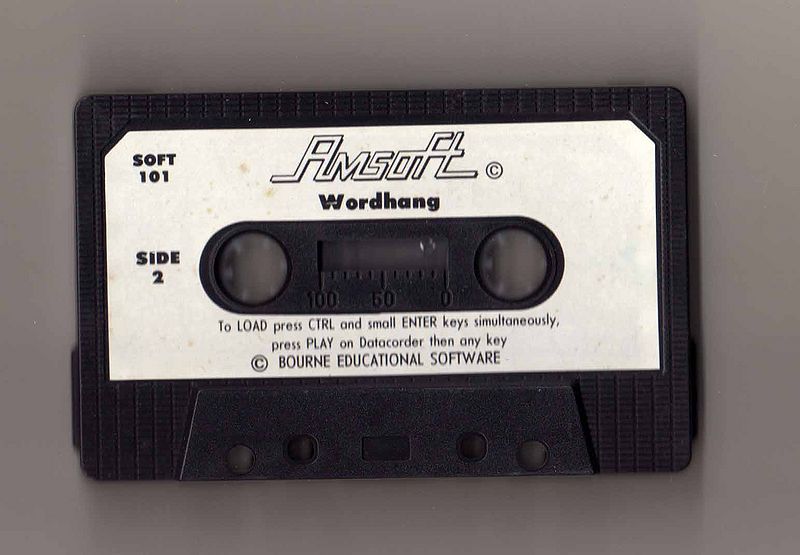 Amsoft ©
SOFT
101
Wordhang
SIDE
2
100 50 0
To LOAD press CTRL and small ENTER keys simultaneously,
press PLAY on Datacorder then any key
© BOURNE EDUCATIONAL SOFTWARE